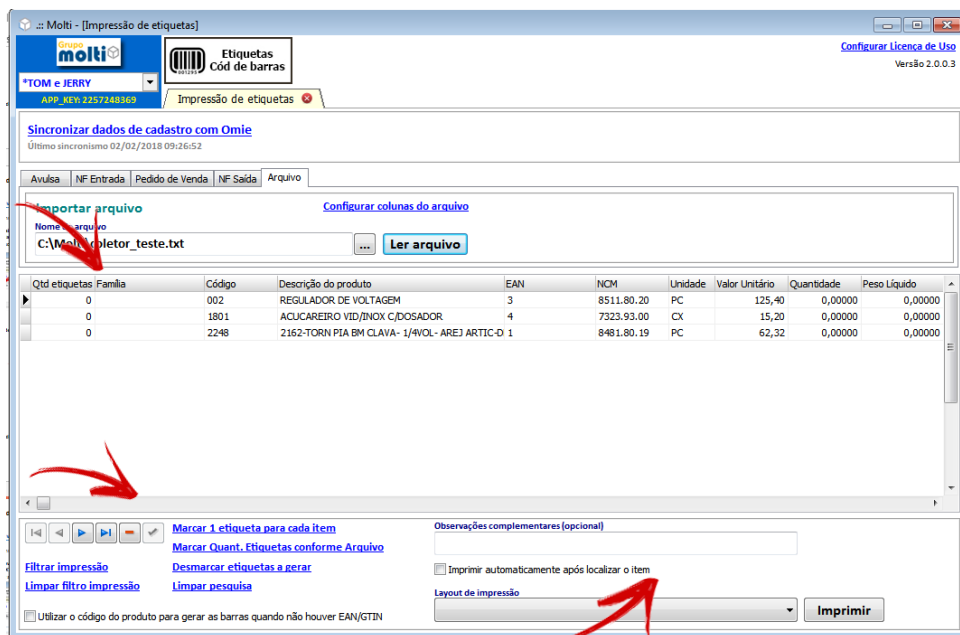 .:: Molti - [Impressão de etiquetas]
Grupo
molti
Etiquetas
Cód de barras
001293
Configurar Licença de Uso
Versão 2.0.0.3
*TOM e JERRY
APP_KEY: 2257248369
Impressão de etiquetas
Sincronizar dados de cadastro com Omie
Último sincronismo 02/02/2018 09:26:52
Avulsa NF Entrada Pedido de Venda NF Saída Arquivo
Importar arquivo Configurar colunas do arquivo
Nome arquivo
C:\Molti\coletor_teste.txt ... Ler arquivo
Qtd etiquetas Família Código Descrição do produto EAN NCM Unidade Valor Unitário Quantidade Peso Líquido
0 002 REGULADOR DE VOLTAGEM 3 8511.80.20 PC 125,40 0,00000 0,00000
0 1801 ACUCAREIRO VID/INOX C/DOSADOR 4 7323.93.00 CX 15,20 0,00000 0,00000
0 2248 2162-TORN PIA BM CLAVA- 1/4VOL- AREJ ARTIC-D 1 8481.80.19 PC 62,32 0,00000 0,00000
Marcar 1 etiqueta para cada item
Marcar Quant. Etiquetas conforme Arquivo
Filtrar impressão Desmarcar etiquetas a gerar
Limpar filtro impressão Limpar pesquisa
Utilizar o código do produto para gerar as barras quando não houver EAN/GTIN
Observações complementares (opcional)
Imprimir automaticamente após localizar o item
Layout de impressão
Imprimir